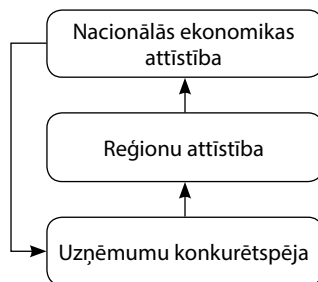 Nacionālās ekonomikas
attīstība
Reģionu attīstība
Uzņēmumu konkurētspēja